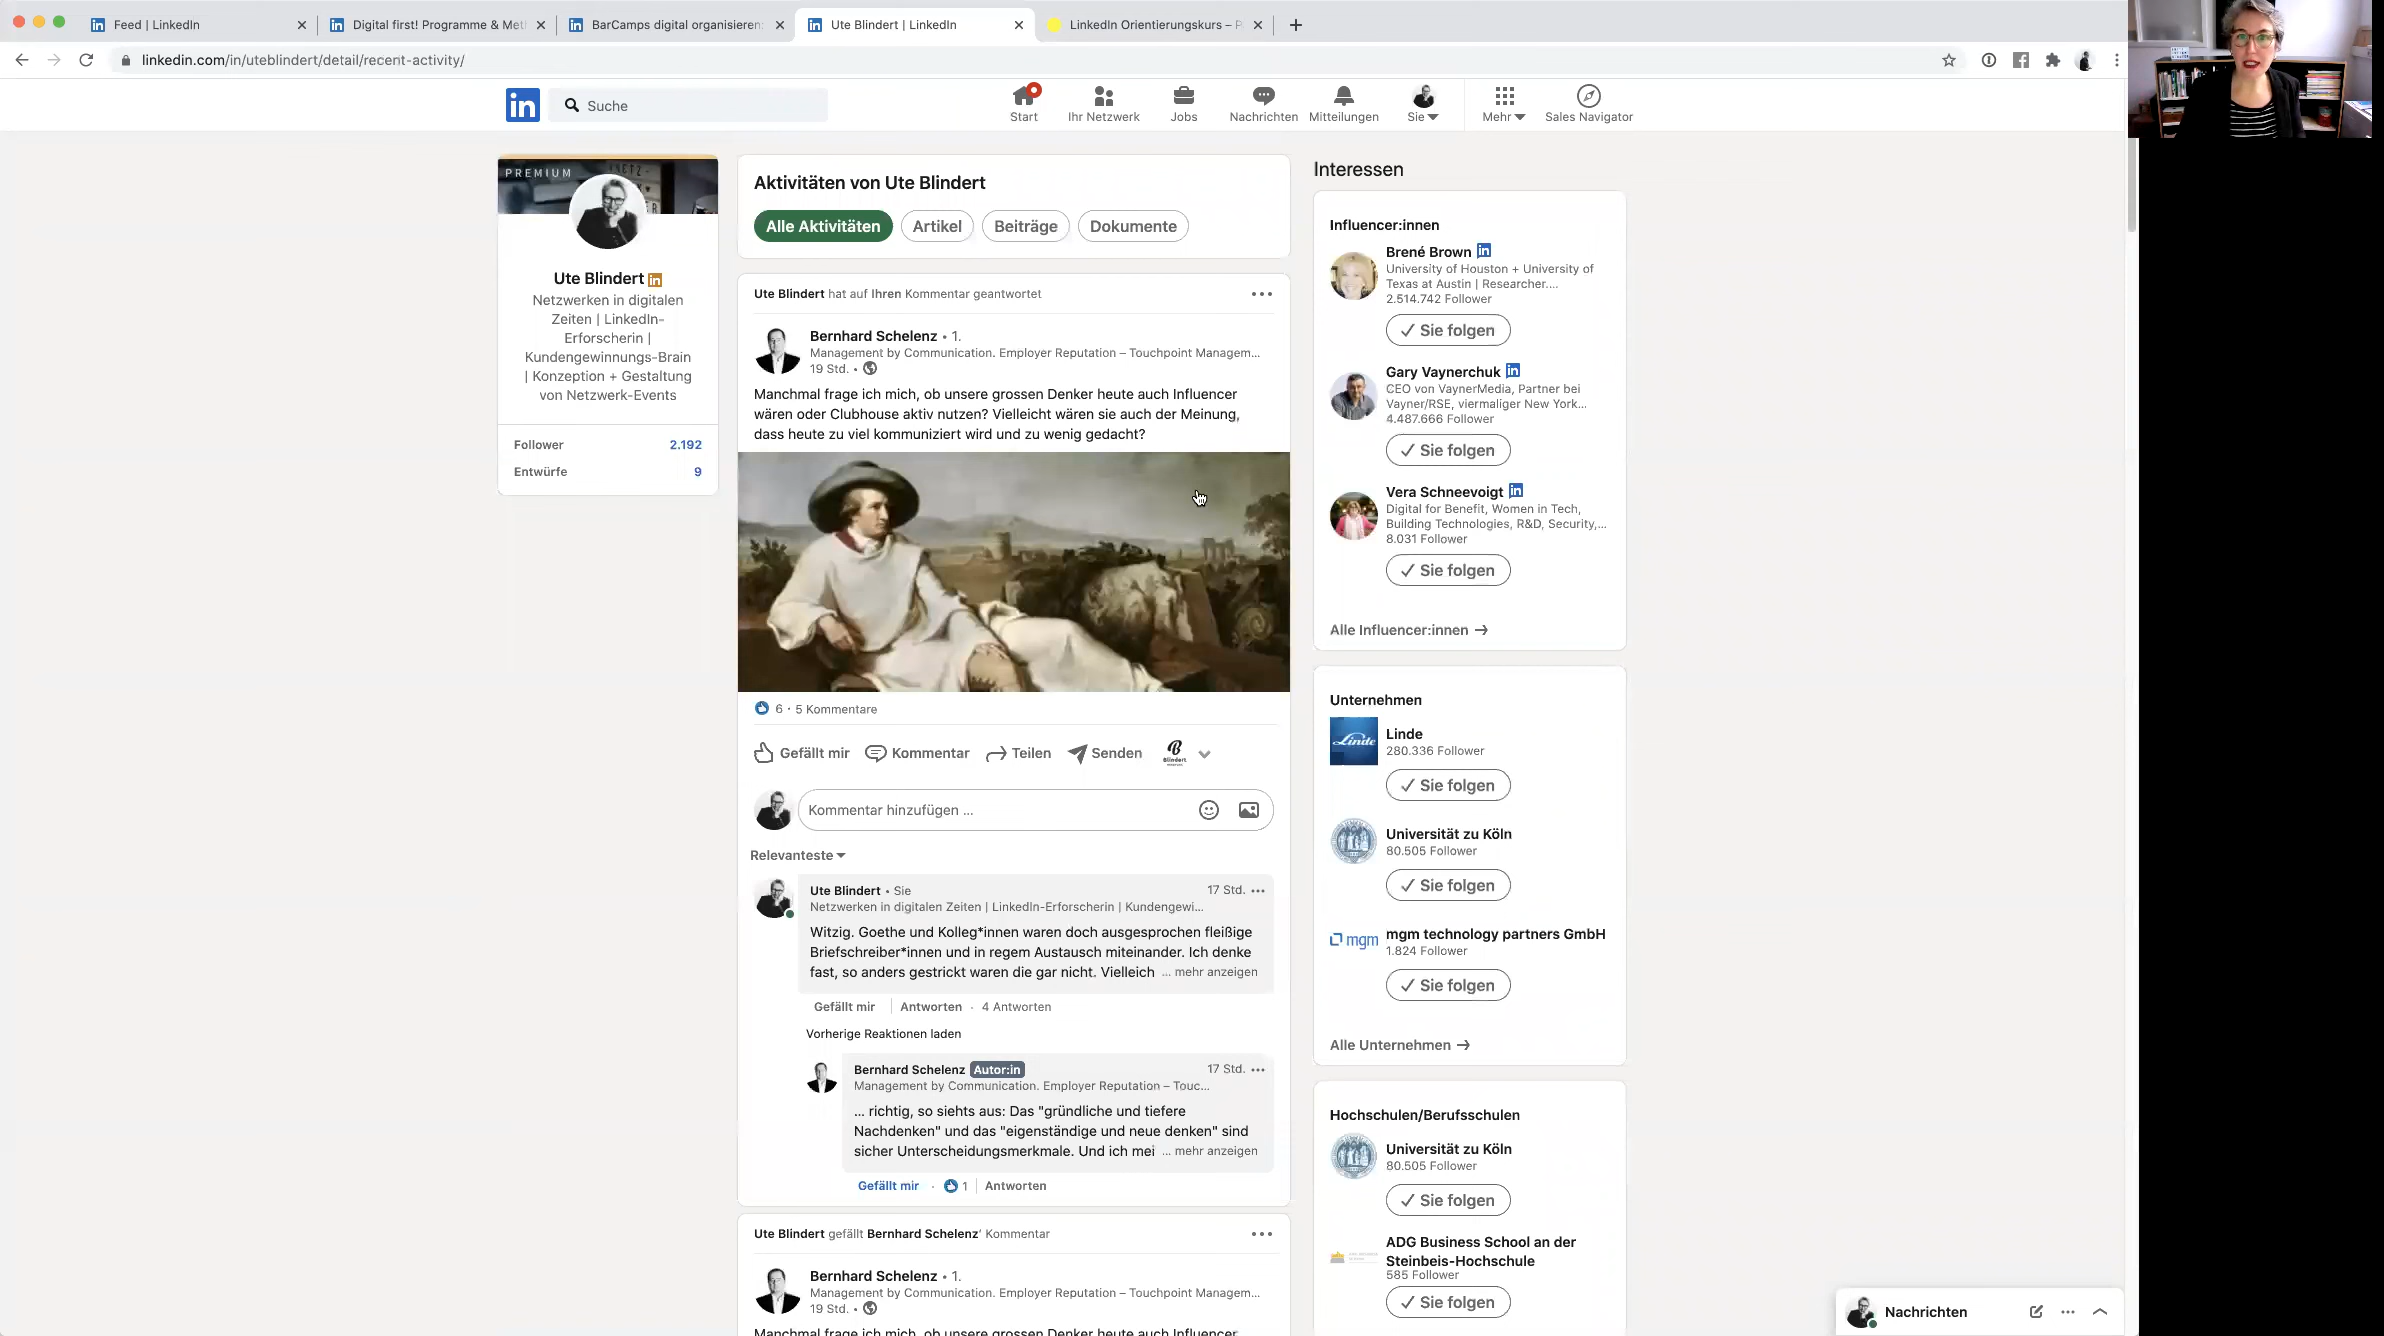 Feed | LinkedIn
Digital first! Programme & Met
BarCamps digital organisieren:
Ute Blindert | LinkedIn
LinkedIn Orientierungskurs –
linkedin.com/in/uteblindert/detail/recent-activity/
in
Suche
Start
Ihr Netzwerk
Jobs
Nachrichten
Mitteilungen
Sie
Mehr
Sales Navigator
PREMIUM
Ute Blindert
Netzwerken in digitalen
Zeiten | LinkedIn-
Erforscherin |
Kundengewinnungs-Brain
| Konzeption + Gestaltung
von Netzwerk-Events
Follower 2.192
Entwürfe 9
Aktivitäten von Ute Blindert
Alle Aktivitäten Artikel Beiträge Dokumente
Ute Blindert hat auf Ihren Kommentar geantwortet
Bernhard Schelenz • 1.
Management by Communication. Employer Reputation – Touchpoint Managem...
19 Std. •
Manchmal frage ich mich, ob unsere grossen Denker heute auch Influencer
wären oder Clubhouse aktiv nutzen? Vielleicht wären sie auch der Meinung,
dass heute zu viel kommuniziert wird und zu wenig gedacht?
6 · 5 Kommentare
Gefällt mir Kommentar Teilen Senden
B
Blindert
Kommentar hinzufügen ...
Relevanteste
Ute Blindert • Sie 17 Std. •••
Netzwerken in digitalen Zeiten | LinkedIn-Erforscherin | Kundengewi...
Witzig. Goethe und Kolleg*innen waren doch ausgesprochen fleißige
Briefschreiber*innen und in regem Austausch miteinander. Ich denke
fast, so anders gestrickt waren die gar nicht. Vielleich ... mehr anzeigen
Gefällt mir | Antworten · 4 Antworten
Vorherige Reaktionen laden
Bernhard Schelenz Autor:in 17 Std. •••
Management by Communication. Employer Reputation – Touc...
... richtig, so siehts aus: Das "gründliche und tiefere
Nachdenken" und das "eigenständige und neue denken" sind
sicher Unterscheidungsmerkmale. Und ich mei ... mehr anzeigen
Gefällt mir · 1 | Antworten
Ute Blindert gefällt Bernhard Schelenz' Kommentar
Bernhard Schelenz • 1.
Management by Communication. Employer Reputation – Touchpoint Managem...
19 Std. •
Manchmal frage ich mich, ob unsere grossen Denker heute auch Influencer
Interessen
Influencer:innen
Brené Brown in
University of Houston + University of
Texas at Austin | Researcher....
2.514.742 Follower
✓ Sie folgen
Gary Vaynerchuk in
CEO von VaynerMedia, Partner bei
Vayner/RSE, viermaliger New York...
4.487.666 Follower
✓ Sie folgen
Vera Schneevoigt in
Digital for Benefit, Women in Tech,
Building Technologies, R&D, Security,...
8.031 Follower
✓ Sie folgen
Alle Influencer:innen →
Unternehmen
Linde
Linde
280.336 Follower
✓ Sie folgen
Universität zu Köln
80.505 Follower
✓ Sie folgen
mgm
mgm technology partners GmbH
1.824 Follower
✓ Sie folgen
Alle Unternehmen →
Hochschulen/Berufsschulen
Universität zu Köln
80.505 Follower
✓ Sie folgen
ADG Business School an der
Steinbeis-Hochschule
585 Follower
✓ Sie folgen
Nachrichten